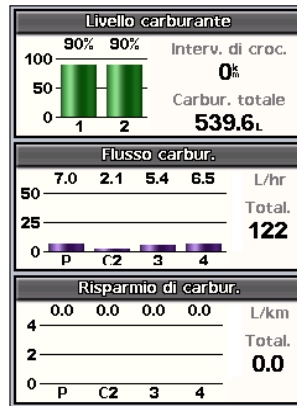 Livello carburante
90% 90%
100
50
0
1 2
Interv. di croc.
0km
Carbur. totale
539.6L
Flusso carbur.
7.0 2.1 5.4 6.5
50
25
0
P C2 3 4
L/hr
Total.
122
Risparmio di carbur.
0.0 0.0 0.0 0.0
4
2
0
P C2 3 4
L/km
Total.
0.0